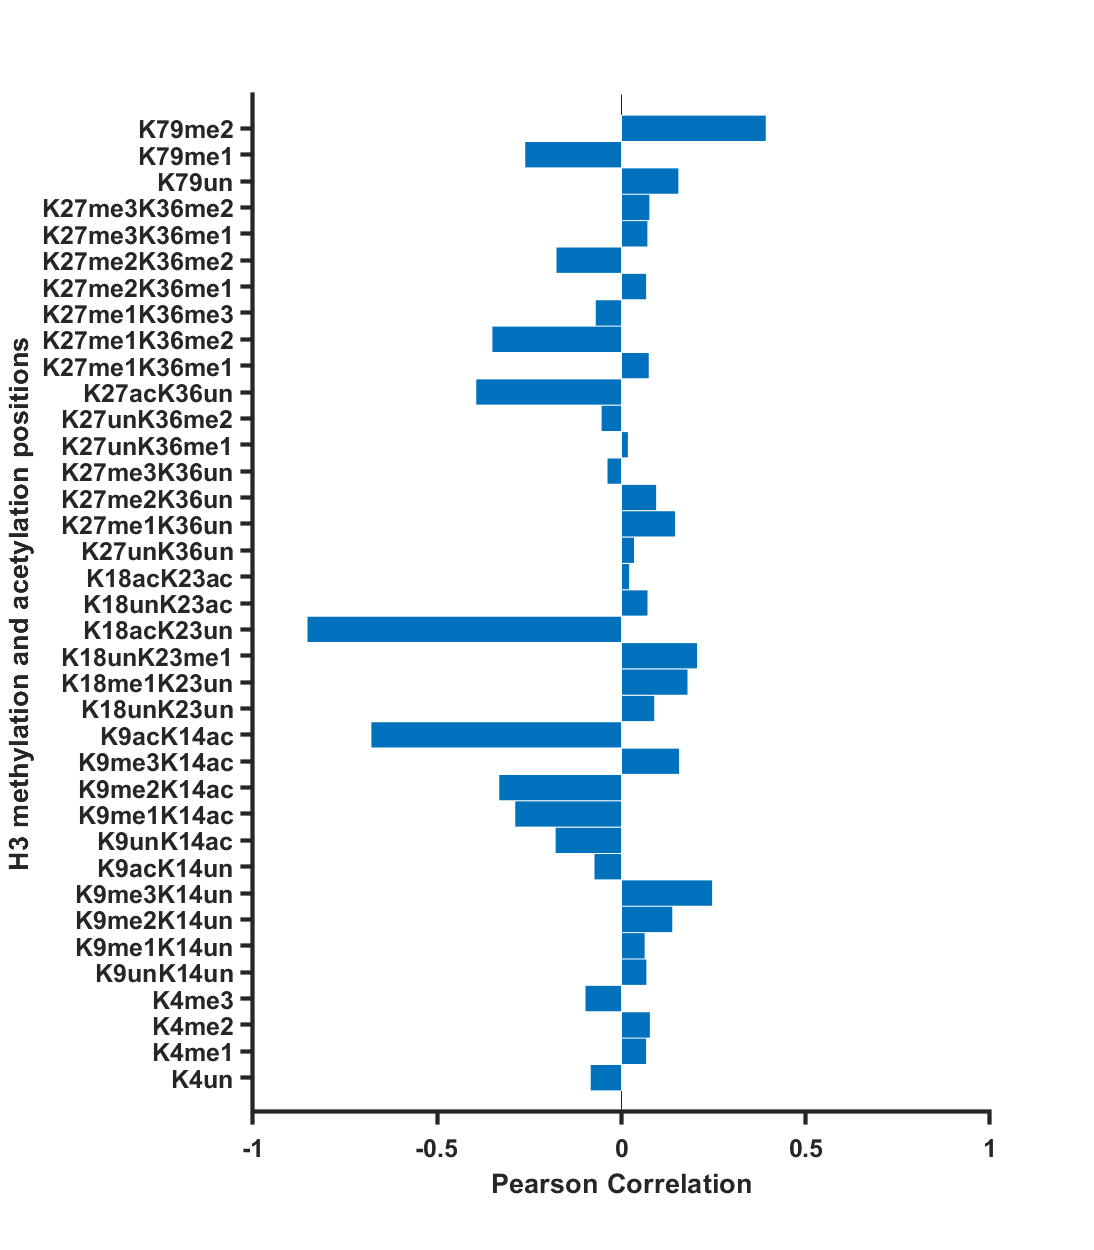 H3 methylation and acetylation positions
K79me2
K79me1
K79un
K27me3K36me2
K27me3K36me1
K27me2K36me2
K27me2K36me1
K27me1K36me3
K27me1K36me2
K27me1K36me1
K27acK36un
K27unK36me2
K27unK36me1
K27me3K36un
K27me2K36un
K27me1K36un
K27unK36un
K18acK23ac
K18unK23ac
K18acK23un
K18unK23me1
K18me1K23un
K18unK23un
K9acK14ac
K9me3K14ac
K9me2K14ac
K9me1K14ac
K9unK14ac
K9acK14un
K9me3K14un
K9me2K14un
K9me1K14un
K9unK14un
K4me3
K4me2
K4me1
K4un
-1 -0.5 0 0.5 1
Pearson Correlation